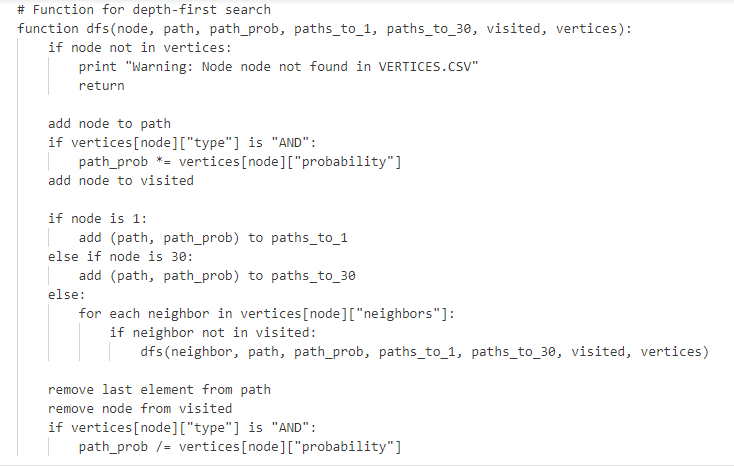 # Function for depth-first search
function dfs(node, path, path_prob, paths_to_1, paths_to_30, visited, vertices):
    if node not in vertices:
        print "Warning: Node node not found in VERTICES.CSV"
        return

    add node to path
    if vertices[node]["type"] is "AND":
        path_prob *= vertices[node]["probability"]
    add node to visited

    if node is 1:
        add (path, path_prob) to paths_to_1
    else if node is 30:
        add (path, path_prob) to paths_to_30
    else:
        for each neighbor in vertices[node]["neighbors"]:
            if neighbor not in visited:
                dfs(neighbor, path, path_prob, paths_to_1, paths_to_30, visited, vertices)

    remove last element from path
    remove node from visited
    if vertices[node]["type"] is "AND":
        path_prob /= vertices[node]["probability"]